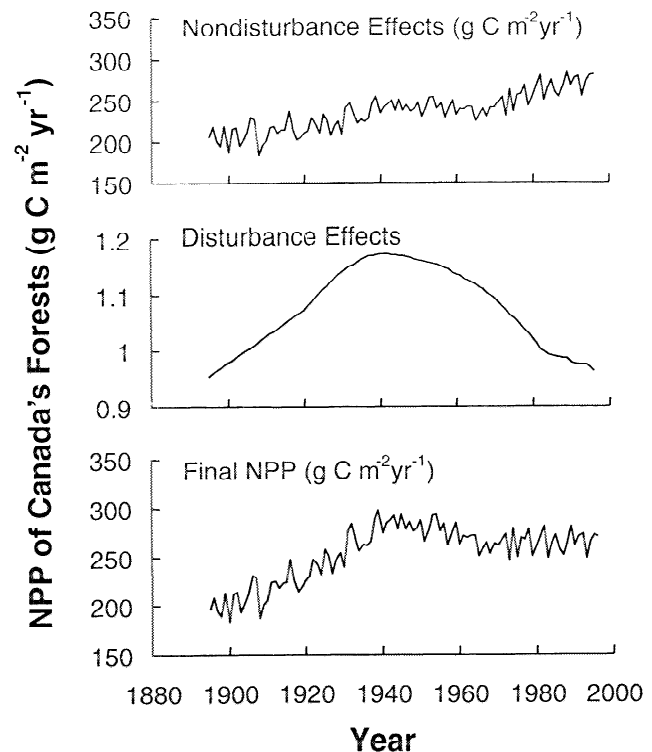 NPP of Canada's Forests (g C m⁻² yr⁻¹)
Nondisturbance Effects (g C m⁻²yr⁻¹)
350
300
250
200
150
Disturbance Effects
1.2
1.1
1
0.9
Final NPP (g C m⁻²yr⁻¹)
350
300
250
200
150
1880 1900 1920 1940 1960 1980 2000
Year